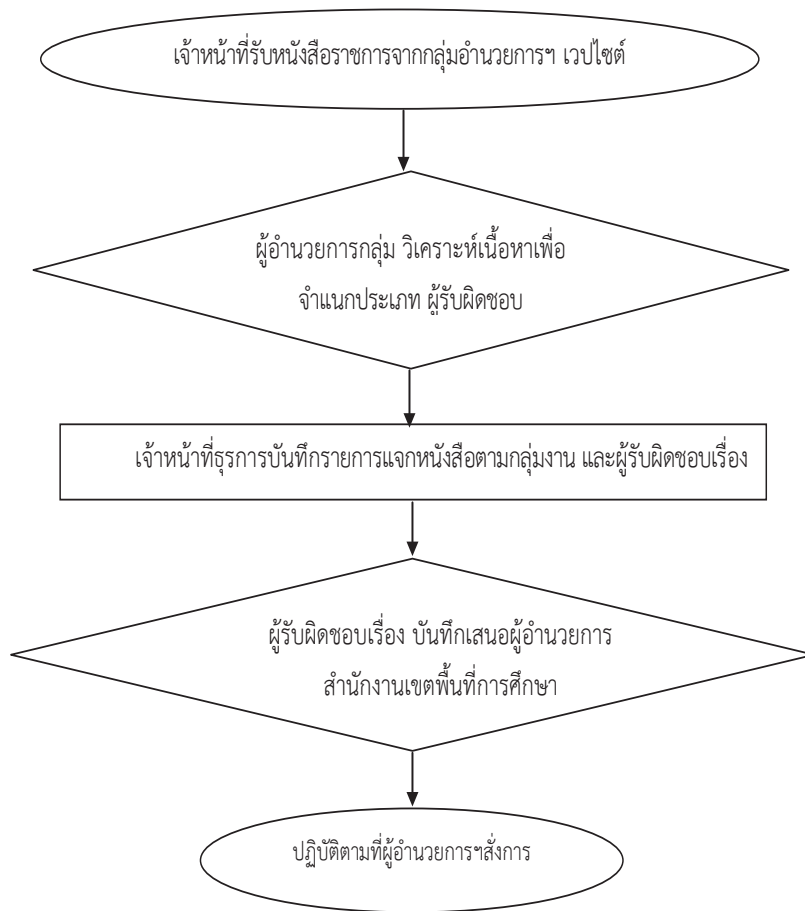 เจ้าหน้าที่รับหนังสือราชการจากกลุ่มอำนวยการฯ เวปไซต์
ผู้อำนวยการกลุ่ม วิเคราะห์เนื้อหาเพื่อ
จำแนกประเภท ผู้รับผิดชอบ
เจ้าหน้าที่ธุรการบันทึกรายการแจกหนังสือตามกลุ่มงาน และผู้รับผิดชอบเรื่อง
ผู้รับผิดชอบเรื่อง บันทึกเสนอผู้อำนวยการ
สำนักงานเขตพื้นที่การศึกษา
ปฏิบัติตามที่ผู้อำนวยการฯสั่งการ